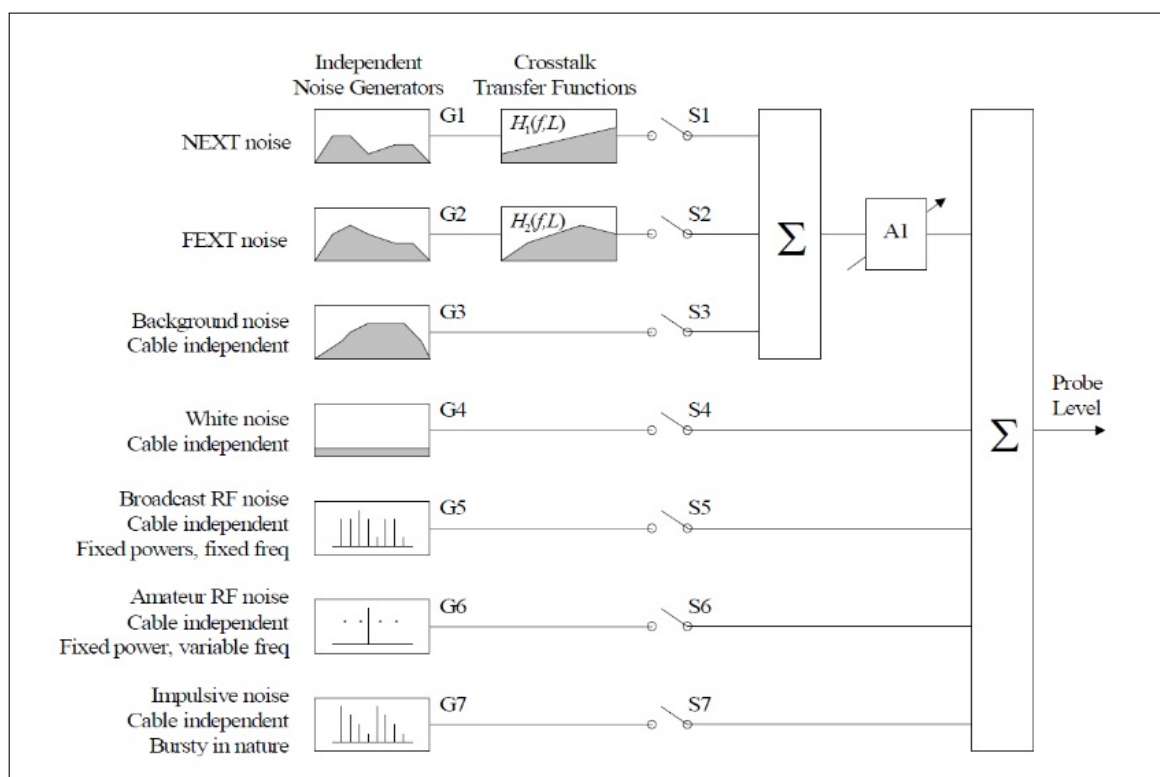 Independent
Noise Generators
Crosstalk
Transfer Functions
NEXT noise
G1
H₁(f,L)
S1
FEXT noise
G2
H₂(f,L)
S2
Σ
A1
Background noise
Cable independent
G3
S3
White noise
Cable independent
G4
S4
Σ
Probe
Level
Broadcast RF noise
Cable independent
Fixed powers, fixed freq
G5
S5
Amateur RF noise
Cable independent
Fixed power, variable freq
G6
S6
Impulsive noise
Cable independent
Bursty in nature
G7
S7